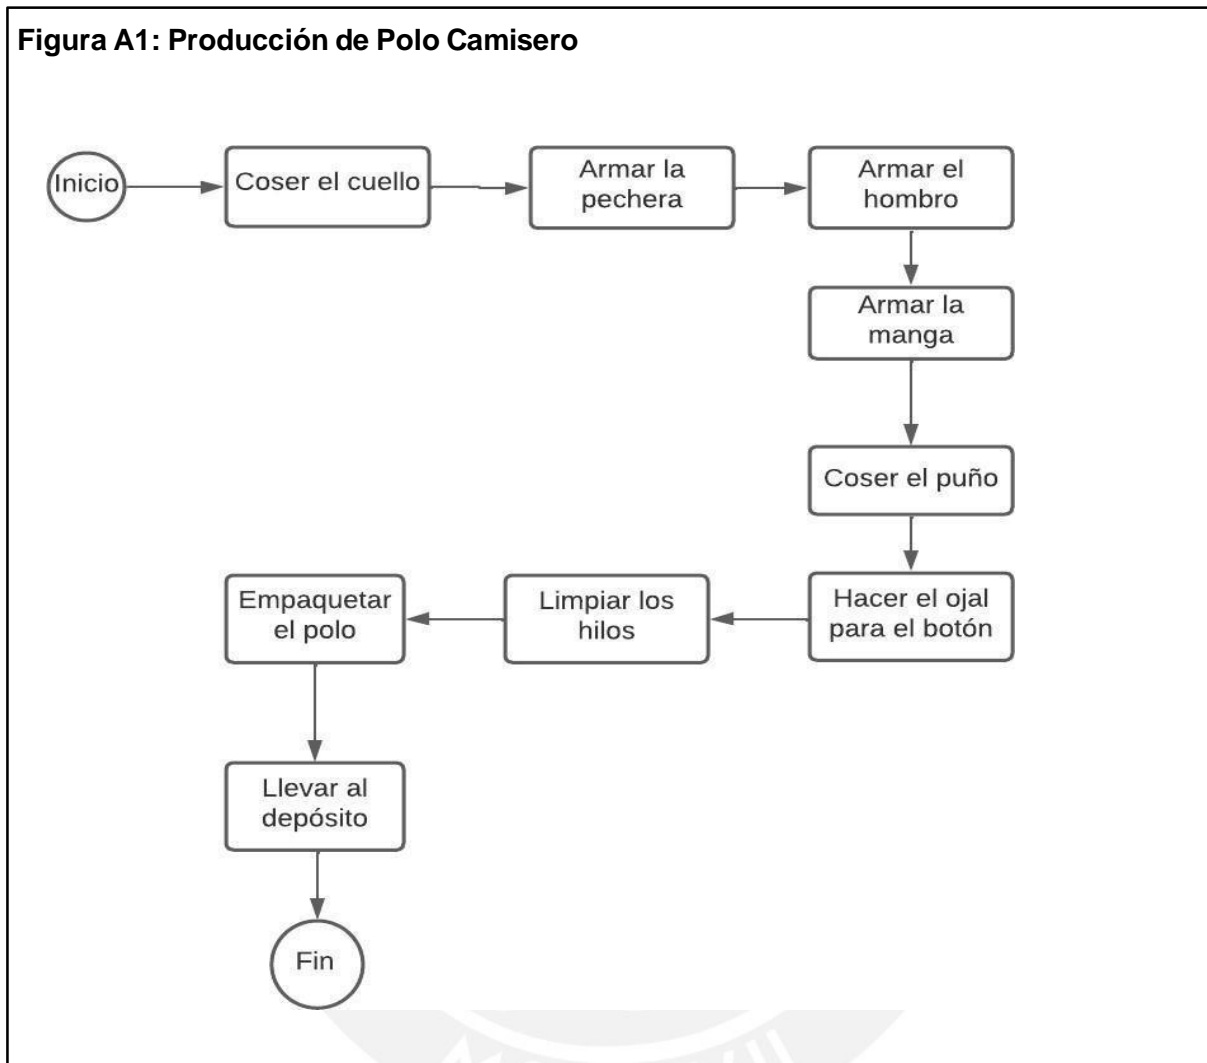 Figura A1: Producción de Polo Camisero
Inicio
Coser el cuello
Armar la
pechera
Armar el
hombro
Armar la
manga
Coser el puño
Hacer el ojal
para el botón
Limpiar los
hilos
Empaquetar
el polo
Llevar al
depósito
Fin